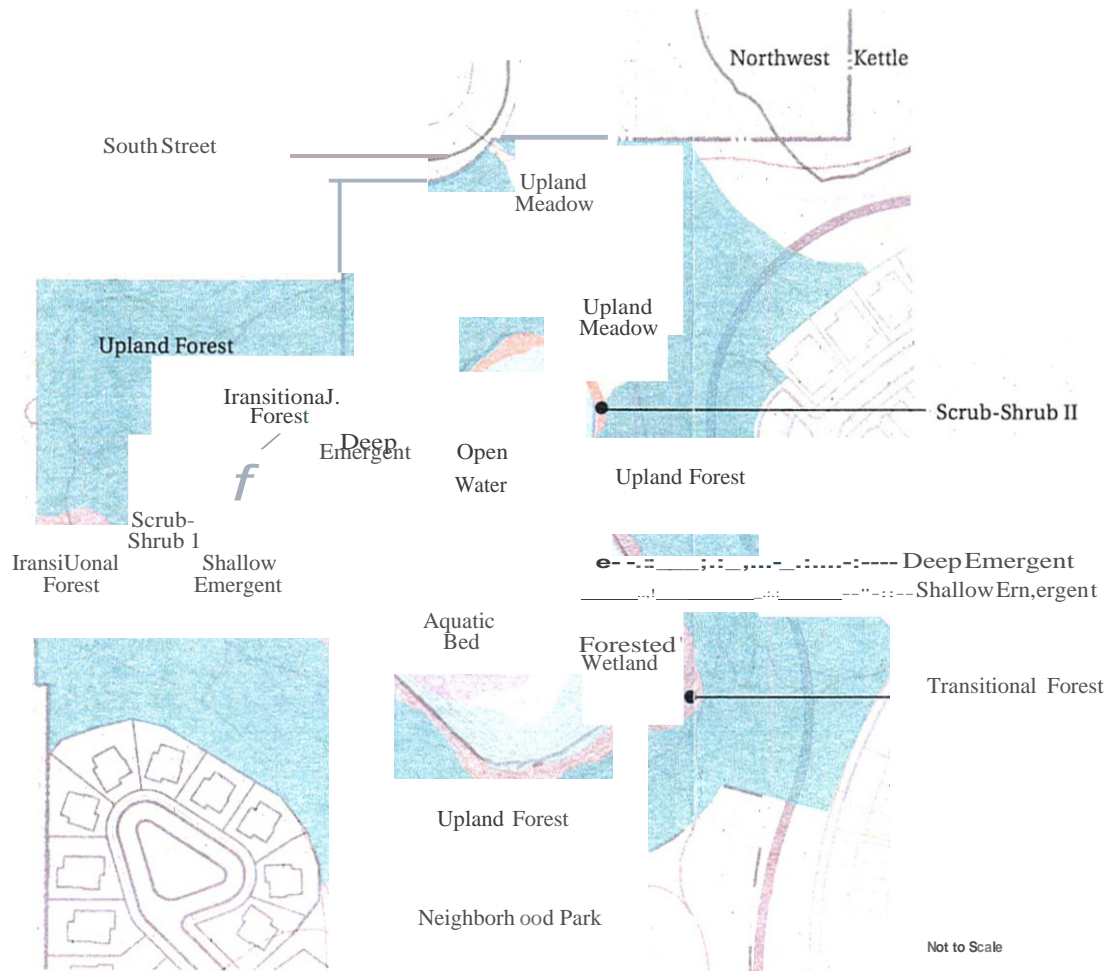 Northwest Kettle
South Street
Upland
Meadow
Upland
Meadow
Upland Forest
IransitionaJ.
Forest
Scrub-Shrub II
Deep
Emergent
Open
Water
f
Upland Forest
Scrub-
Shrub 1
IransiUonal
Forest
Shallow
Emergent
e- Deep Emergent
Shallow Ern,ergent
Aquatic
Bed
Forested'
Wetland
Transitional Forest
Upland Forest
Neighborh ood Park
Not to Scale